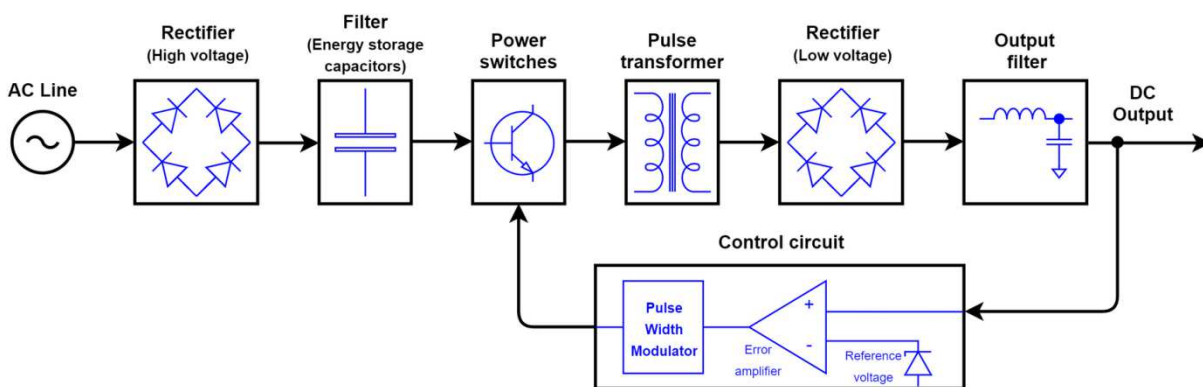 AC Line
Rectifier
(High voltage)
Filter
(Energy storage
capacitors)
Power
switches
Pulse
transformer
Rectifier
(Low voltage)
Output
filter
DC
Output
Control circuit
Pulse
Width
Modulator
Error
amplifier
+
-
Reference
voltage